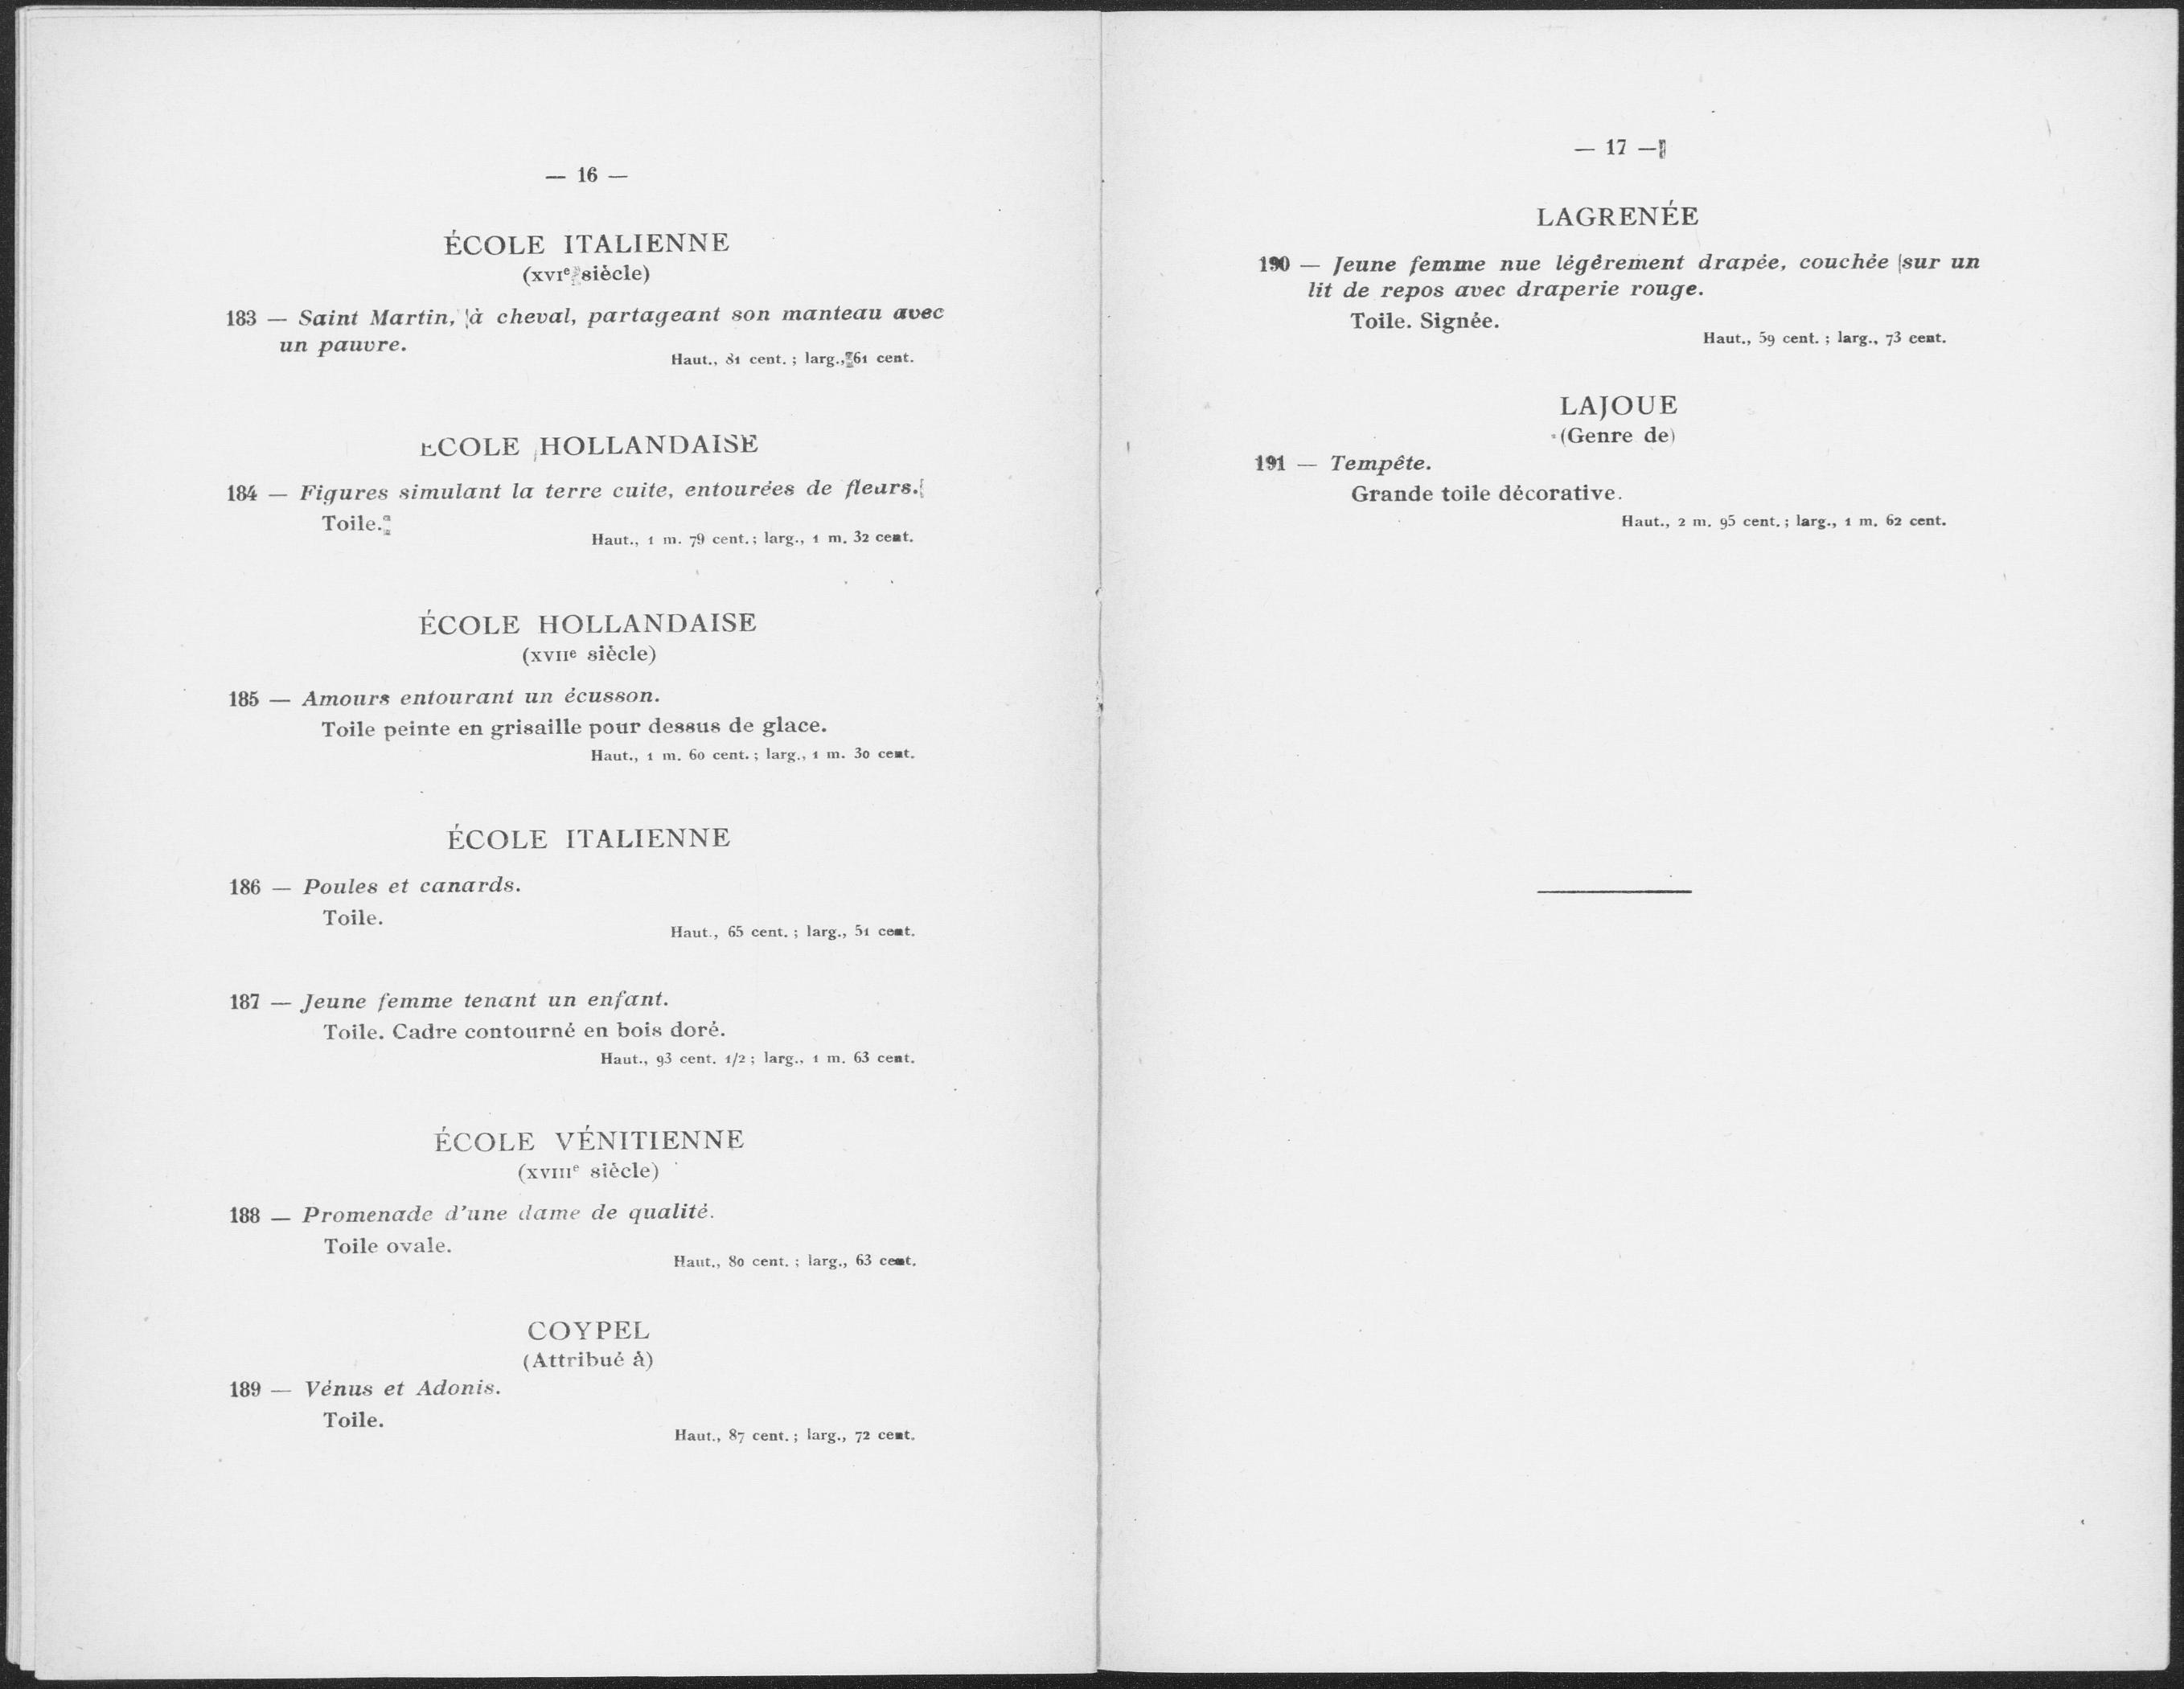 — 16 —
ÉCOLE ITALIENNE
(XVIe siècle)
183 — Saint Martin, à cheval, partageant son manteau avec
un pauvre.
Haut., 81 cent. ; larg., 61 cent.
ÉCOLE HOLLANDAISE
184 — Figures simulant la terre cuite, entourées de fleurs.
Toile.
Haut., 1 m. 79 cent. ; larg., 1 m. 32 cent.
ÉCOLE HOLLANDAISE
(XVIIe siècle)
185 — Amours entourant un écusson.
Toile peinte en grisaille pour dessus de glace.
Haut., 1 m. 60 cent. ; larg., 1 m. 30 cent.
ÉCOLE ITALIENNE
186 — Poules et canards.
Toile.
Haut., 65 cent. ; larg., 51 cent.
187 — Jeune femme tenant un enfant.
Toile. Cadre contourné en bois doré.
Haut., 93 cent. 1/2 ; larg., 1 m. 63 cent.
ÉCOLE VÉNITIENNE
(XVIIIe siècle)
188 — Promenade d'une dame de qualité.
Toile ovale.
Haut., 80 cent. ; larg., 63 cent.
COYPEL
(Attribué à)
189 — Vénus et Adonis.
Toile.
Haut., 87 cent. ; larg., 72 cent.
— 17 —
LAGRENÉE
190 — Jeune femme nue légèrement drapée, couchée sur un
lit de repos avec draperie rouge.
Toile. Signée.
Haut., 59 cent. ; larg., 73 cent.
LAJOUE
(Genre de)
191 — Tempête.
Grande toile décorative.
Haut., 2 m. 95 cent. ; larg., 1 m. 62 cent.